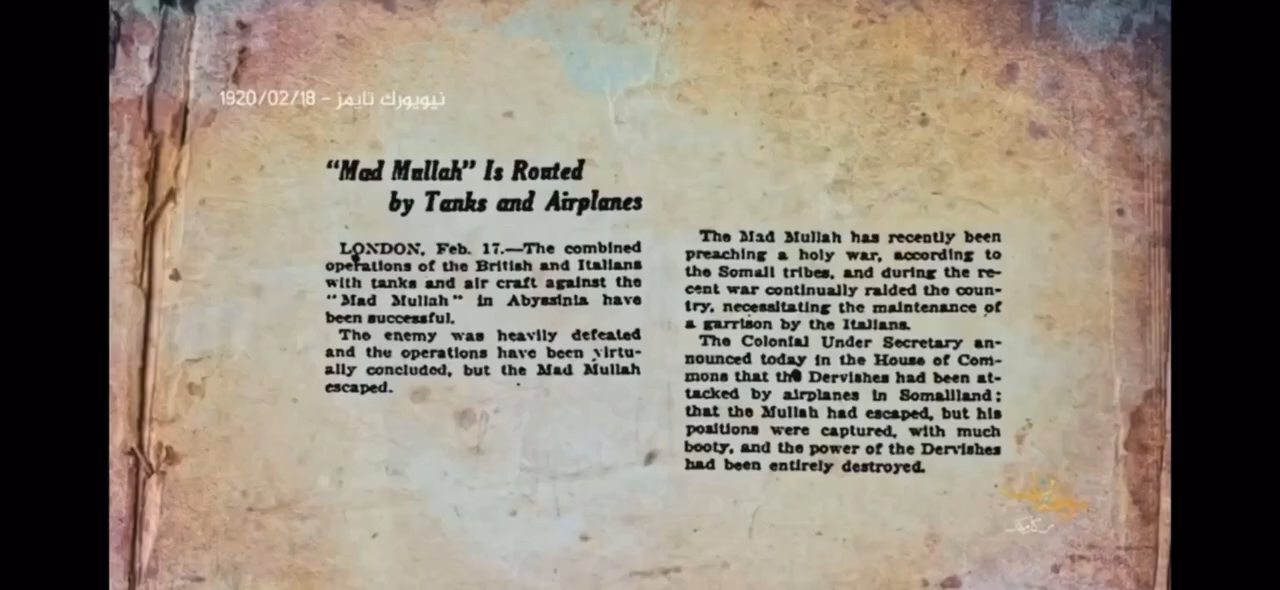 نيويورك تايمز - 1920/02/18
“Mad Mullah” Is Routed
by Tanks and Airplanes
LONDON, Feb. 17.—The combined
operations of the British and Italians
with tanks and air craft against the
“Mad Mullah” in Abyssinia have
been successful.
The enemy was heavily defeated
and the operations have been virtu-
ally concluded, but the Mad Mullah
escaped.
The Mad Mullah has recently been
preaching a holy war, according to
the Somali tribes, and during the re-
cent war continually raided the coun-
try, necessitating the maintenance of
a garrison by the Italians.
The Colonial Under Secretary an-
nounced today in the House of Com-
mons that the Dervishes had been at-
tacked by airplanes in Somaliland;
that the Mullah had escaped, but his
positions were captured, with much
booty, and the power of the Dervishes
had been entirely destroyed.